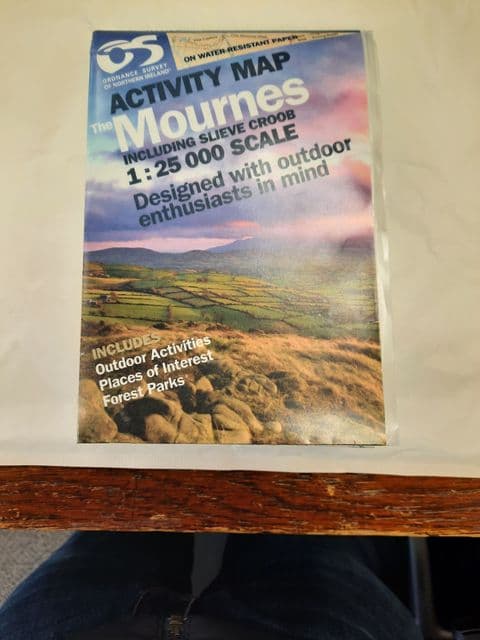 OS
ORDNANCE SURVEY
OF NORTHERN IRELAND®
ON WATER-RESISTANT PAPER
ACTIVITY MAP
The Mournes
INCLUDING SLIEVE CROOB
1:25 000 SCALE
Designed with outdoor
enthusiasts in mind
INCLUDES
Outdoor Activities
Places of Interest
Forest Parks